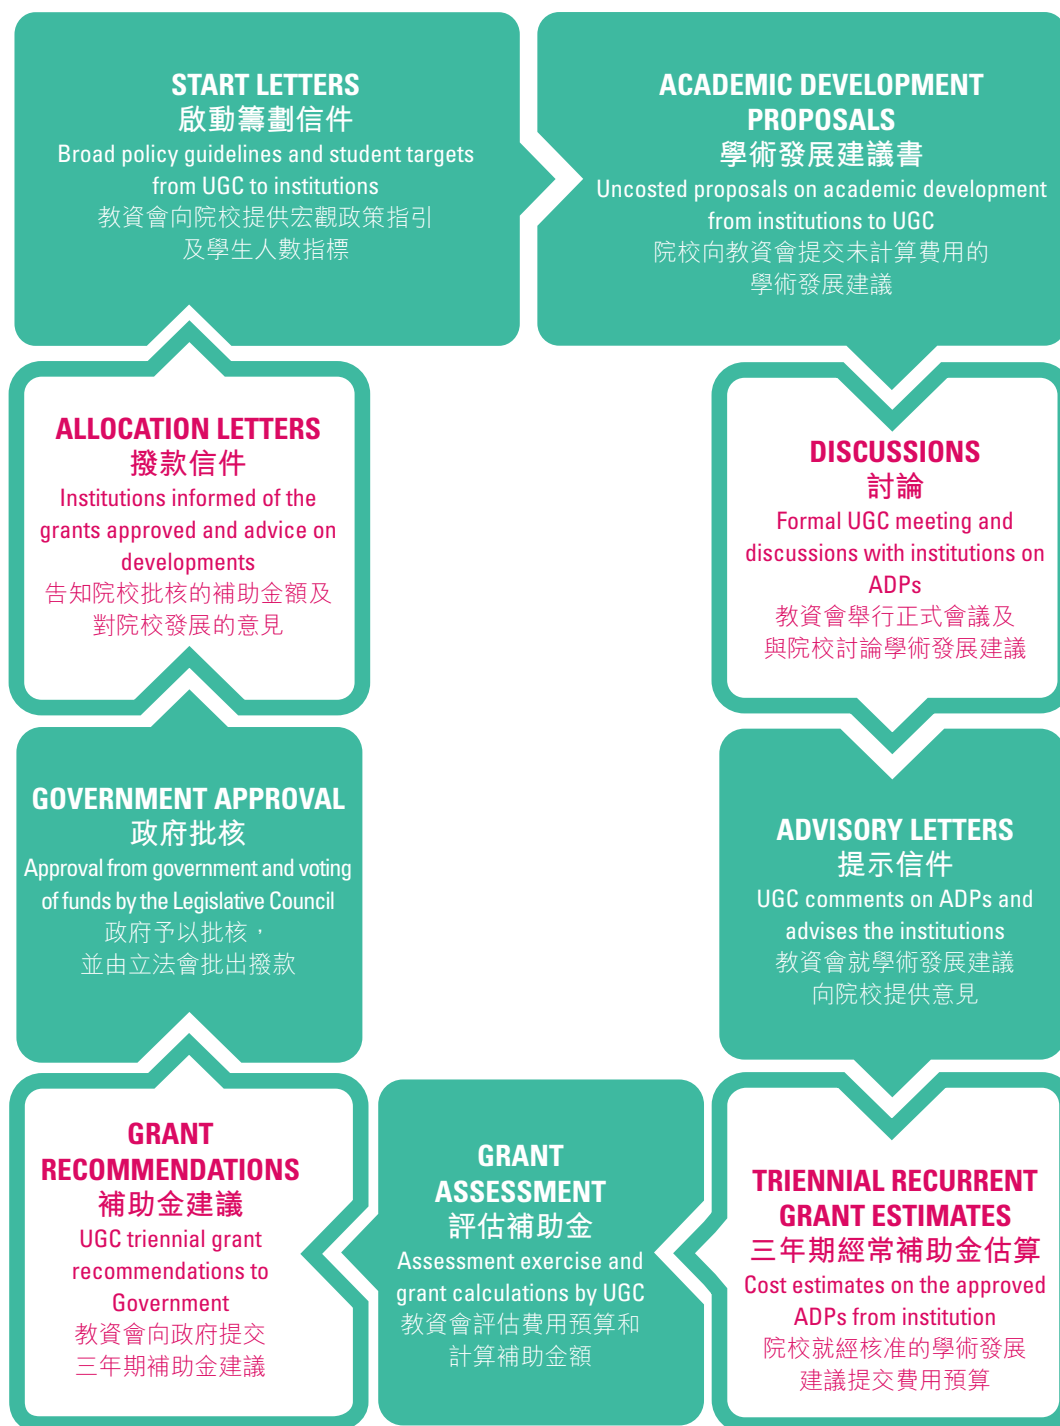 START LETTERS
啟動籌劃信件
Broad policy guidelines and student targets
from UGC to institutions
教資會向院校提供宏觀政策指引
及學生人數指標
ACADEMIC DEVELOPMENT
PROPOSALS
學術發展建議書
Uncosted proposals on academic development
from institutions to UGC
院校向教資會提交未計算費用的
學術發展建議
DISCUSSIONS
討論
Formal UGC meeting and
discussions with institutions on
ADPs
教資會舉行正式會議及
與院校討論學術發展建議
ADVISORY LETTERS
提示信件
UGC comments on ADPs and
advises the institutions
教資會就學術發展建議
向院校提供意見
TRIENNIAL RECURRENT
GRANT ESTIMATES
三年期經常補助金估算
Cost estimates on the approved
ADPs from institution
院校就經核准的學術發展
建議提交費用預算
GRANT
ASSESSMENT
評估補助金
Assessment exercise and
grant calculations by UGC
教資會評估費用預算和
計算補助金額
GRANT
RECOMMENDATIONS
補助金建議
UGC triennial grant
recommendations to
Government
教資會向政府提交
三年期補助金建議
GOVERNMENT APPROVAL
政府批核
Approval from government and voting
of funds by the Legislative Council
政府予以批核，
並由立法會批出撥款
ALLOCATION LETTERS
撥款信件
Institutions informed of the
grants approved and advice on
developments
告知院校批核的補助金額及
對院校發展的意見